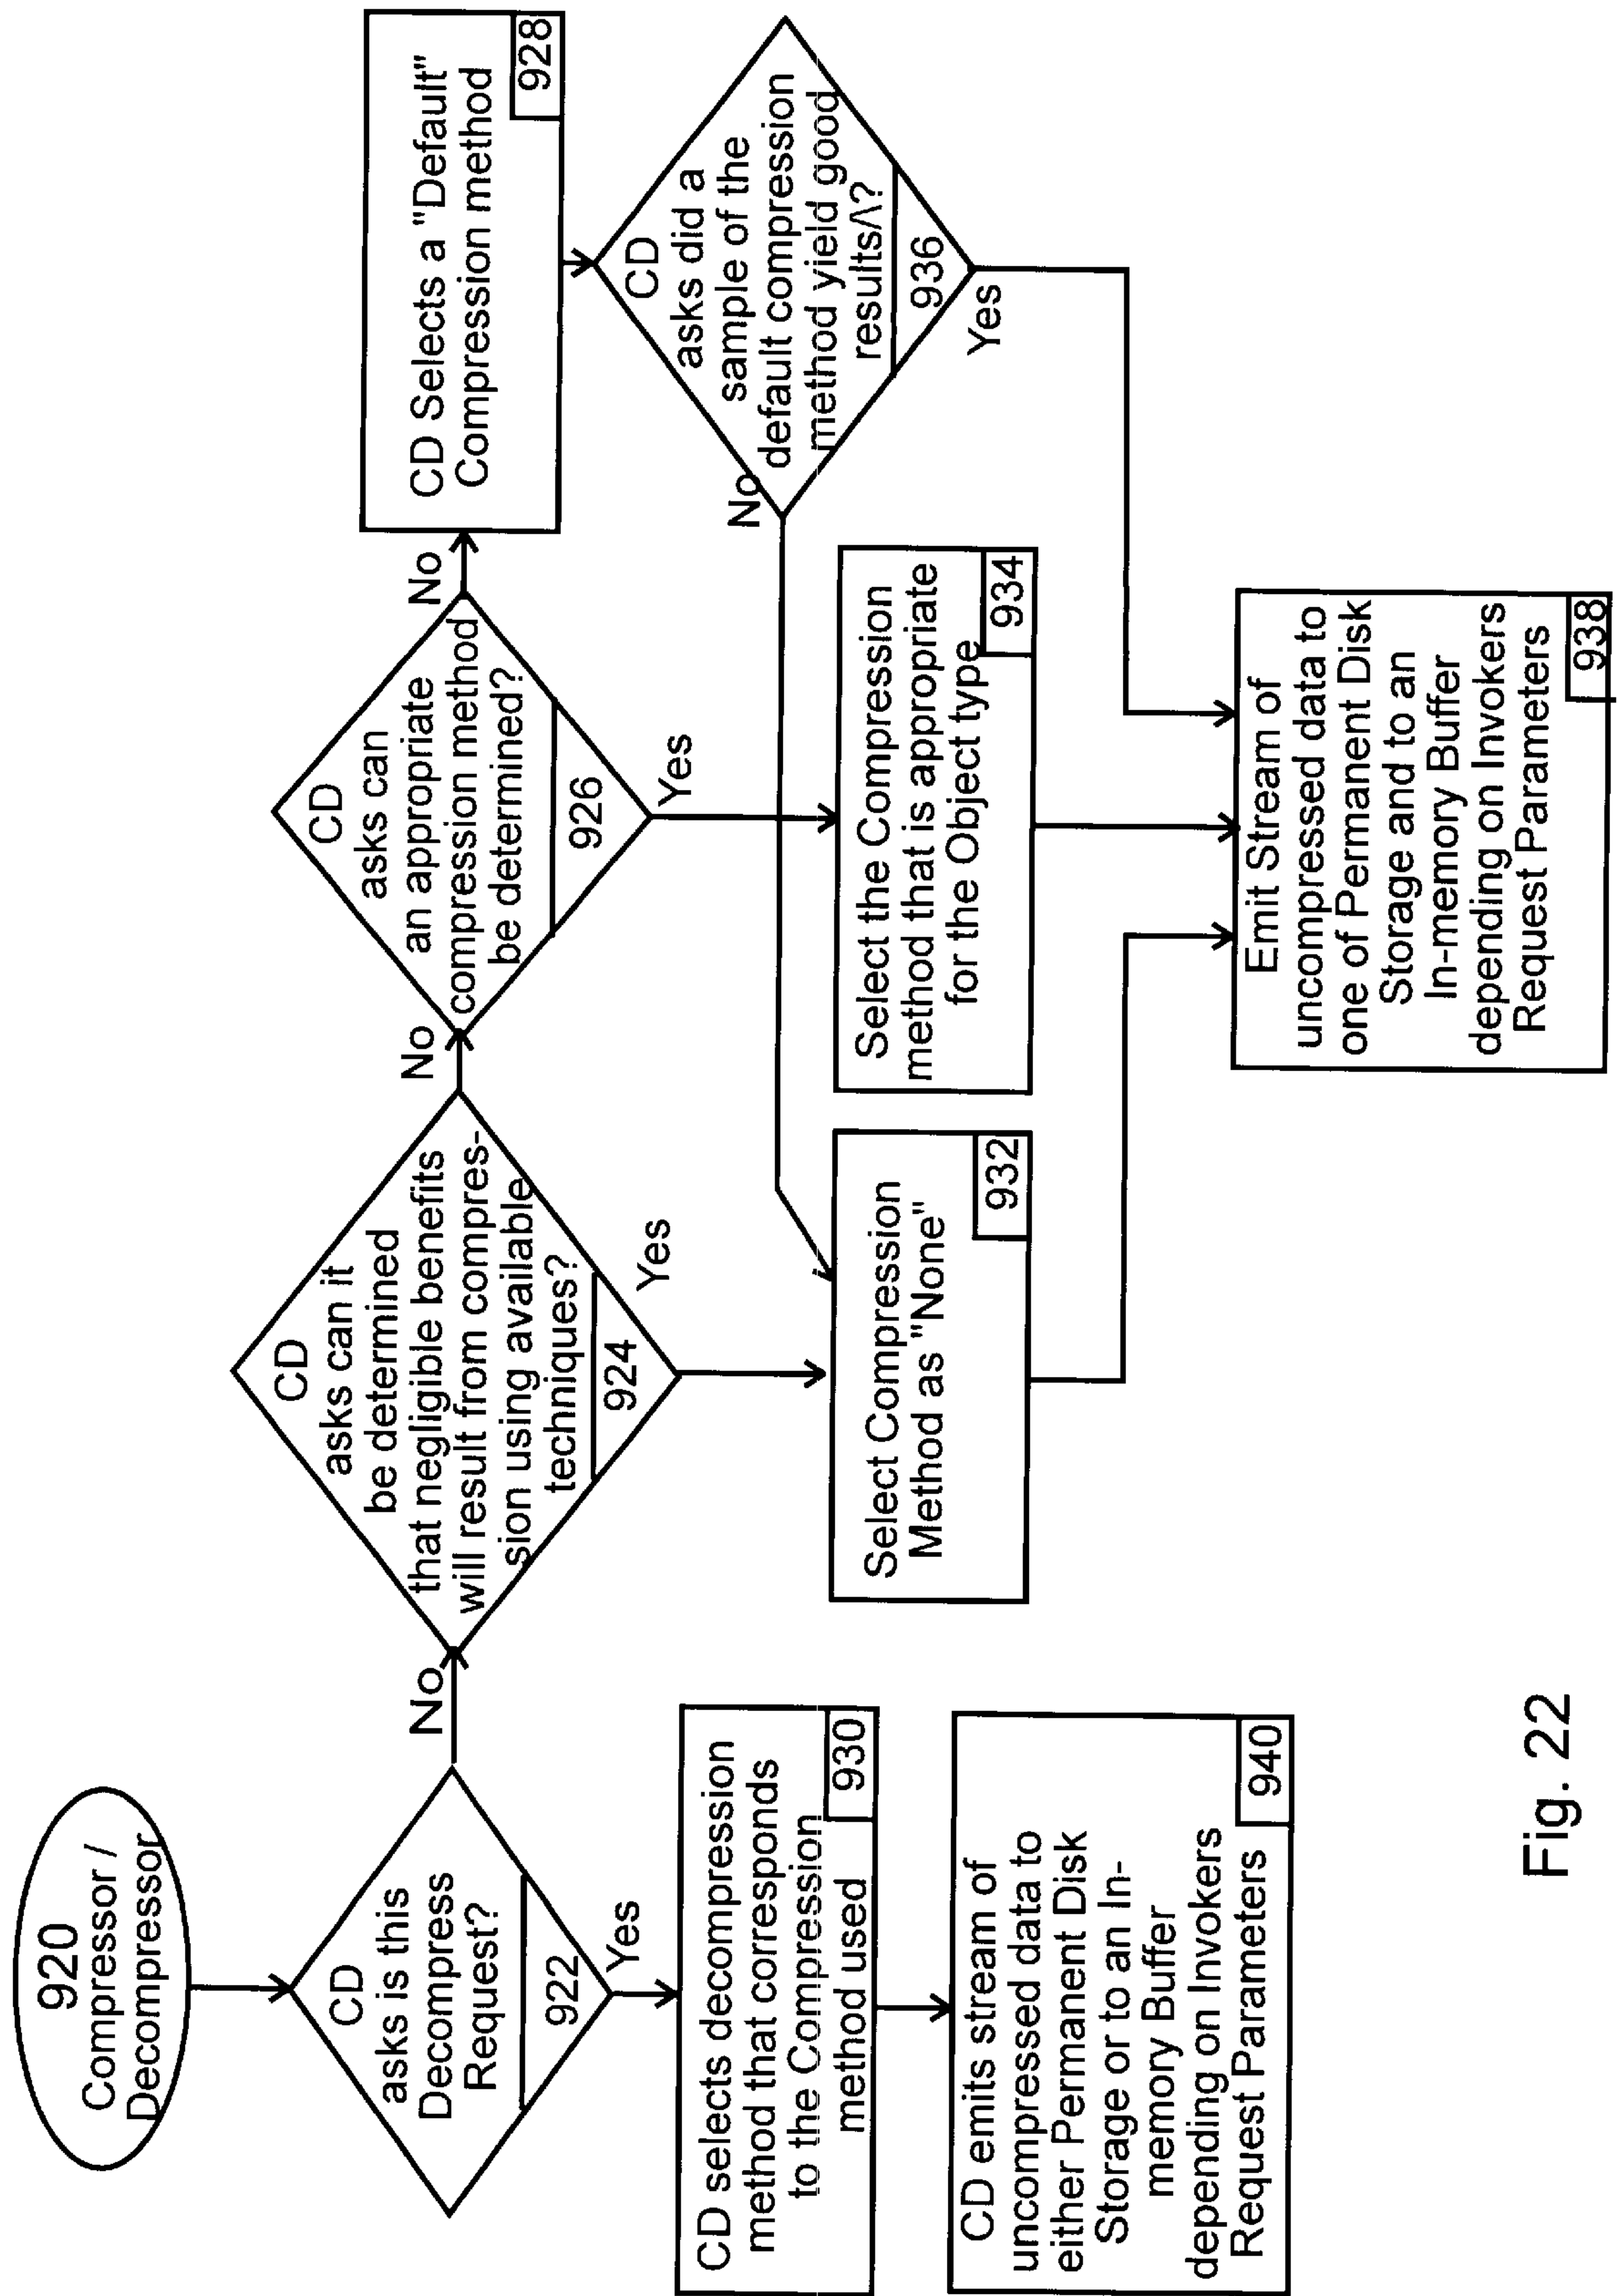 920
Compressor /
Decompressor
CD
asks is this
Decompress
Request?
922
No
Yes
CD selects decompression
method that corresponds
to the Compression
method used
930
CD emits stream of
uncompressed data to
either Permanent Disk
Storage or to an In-
memory Buffer
depending on Invokers
Request Parameters
940
CD
asks can it
be determined
that negligible benefits
will result from compres-
sion using available
techniques?
924
No
Yes
Select Compression
Method as "None"
932
CD
asks can
an appropriate
compression method
be determined?
926
No
Yes
Select the Compression
method that is appropriate
for the Object type
934
CD Selects a "Default"
Compression method
928
CD
asks did a
sample of the
default compression
method yield good
results/\?
936
No
Yes
Emit Stream of
uncompressed data to
one of Permanent Disk
Storage and to an
In-memory Buffer
depending on Invokers
Request Parameters
938
Fig. 22